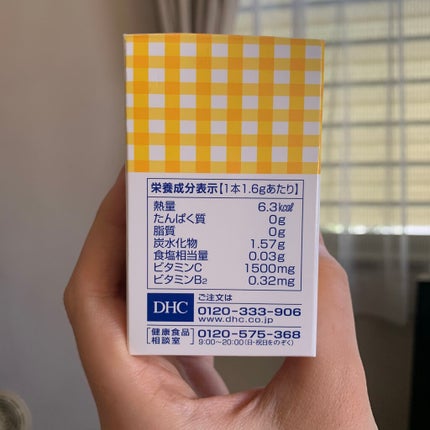 栄養成分表示【1本1.6gあたり】
熱量 6.3kcal
たんぱく質 0g
脂質 0g
炭水化物 1.57g
食塩相当量 0.03g
ビタミンC 1500mg
ビタミンB2 0.32mg
DHC
ご注文は
0120-333-906
www.dhc.co.jp
[健康食品相談室] 0120-575-368
9:00~20:00(日・祝日をのぞく)